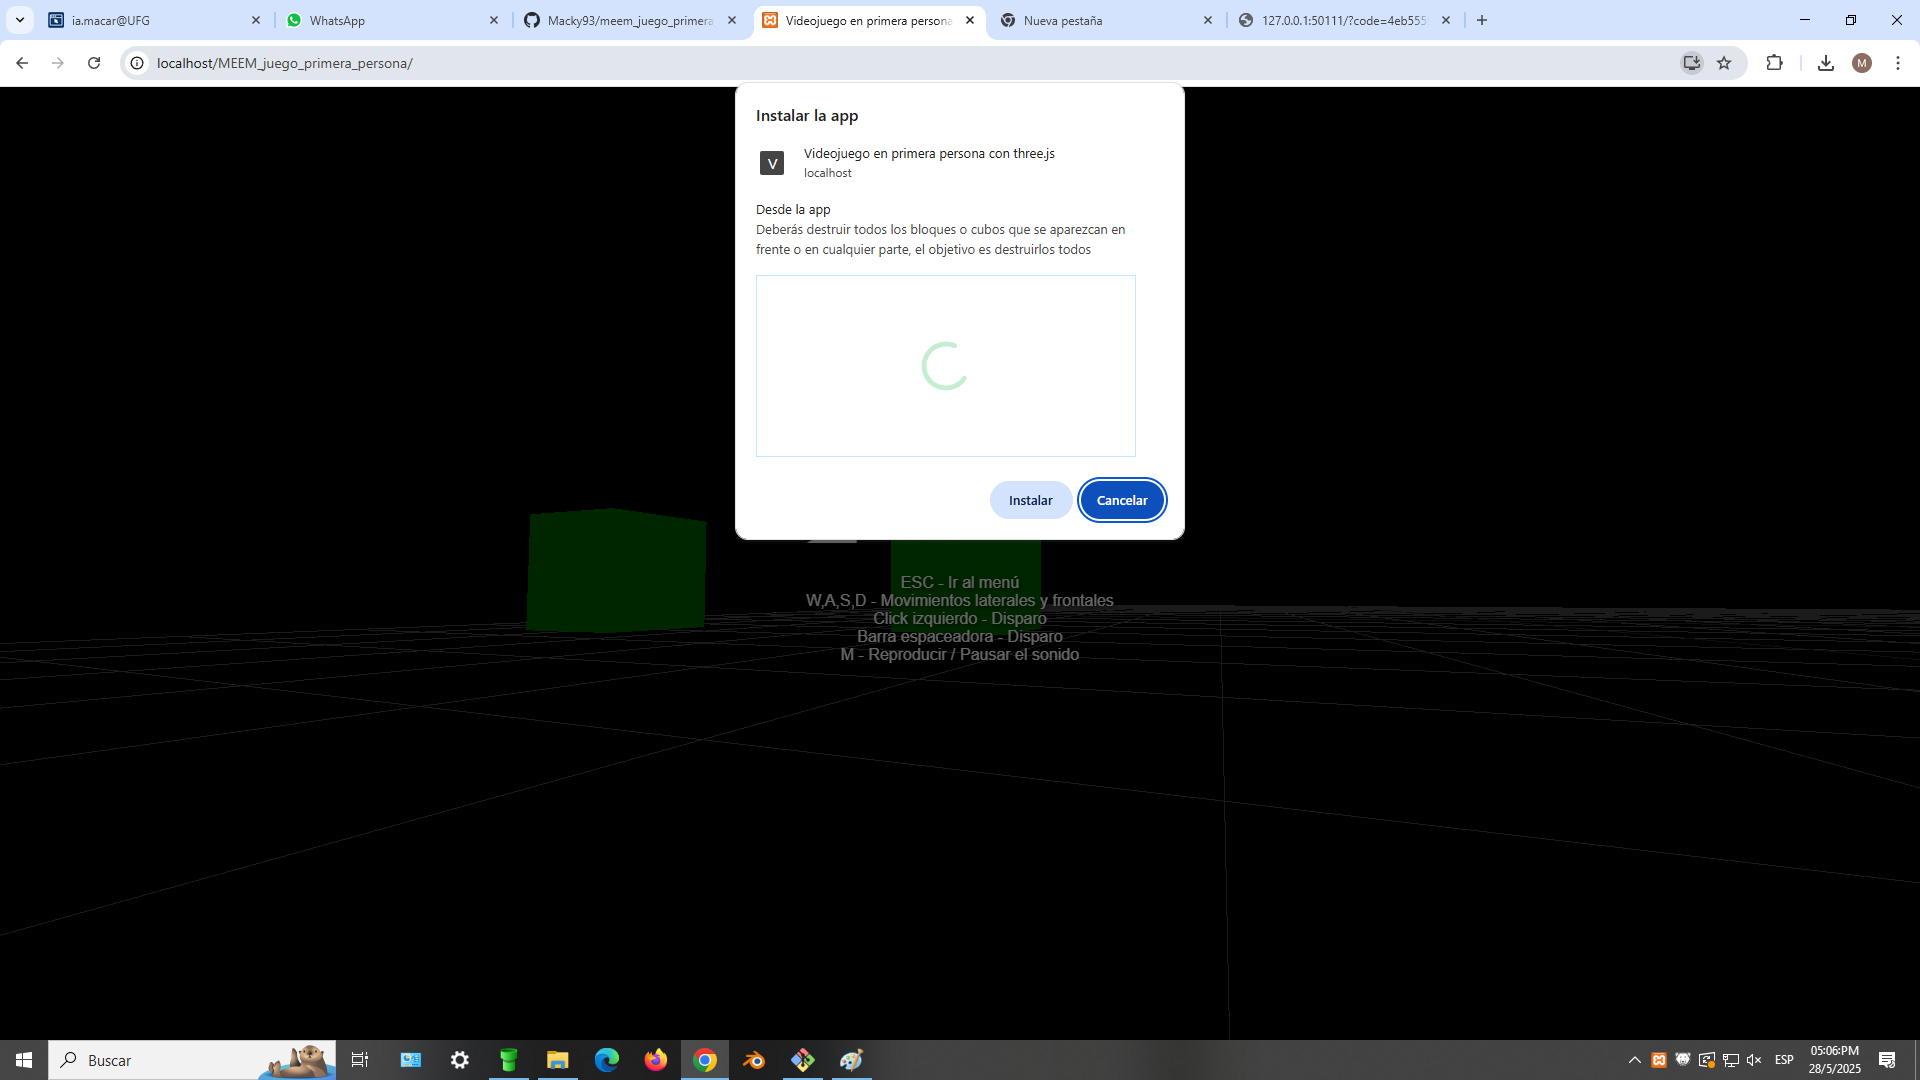 ia.macar@UFG
WhatsApp
Macky93/meem_juego_primera
Videojuego en primera persona
Nueva pestaña
127.0.0.1:50111/?code=4eb555
localhost/MEEM_juego_primera_persona/
M
Instalar la app
V
Videojuego en primera persona con three.js
localhost
Desde la app
Deberás destruir todos los bloques o cubos que se aparezcan en
frente o en cualquier parte, el objetivo es destruirlos todos
Instalar
Cancelar
ESC - Ir al menú
W,A,S,D - Movimientos laterales y frontales
Click izquierdo - Disparo
Barra espaceadora - Disparo
M - Reproducir / Pausar el sonido
Buscar
ESP
05:06:PM
28/5/2025